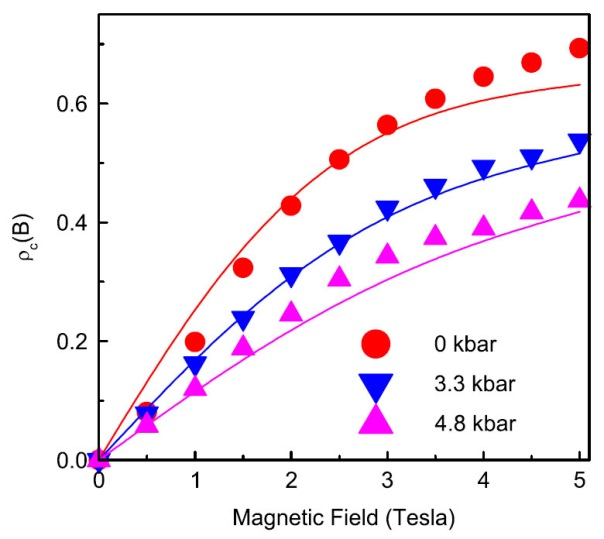 0.6
0.4
0.2
0.0
ρc(B)
0 kbar
3.3 kbar
4.8 kbar
0 1 2 3 4 5
Magnetic Field (Tesla)